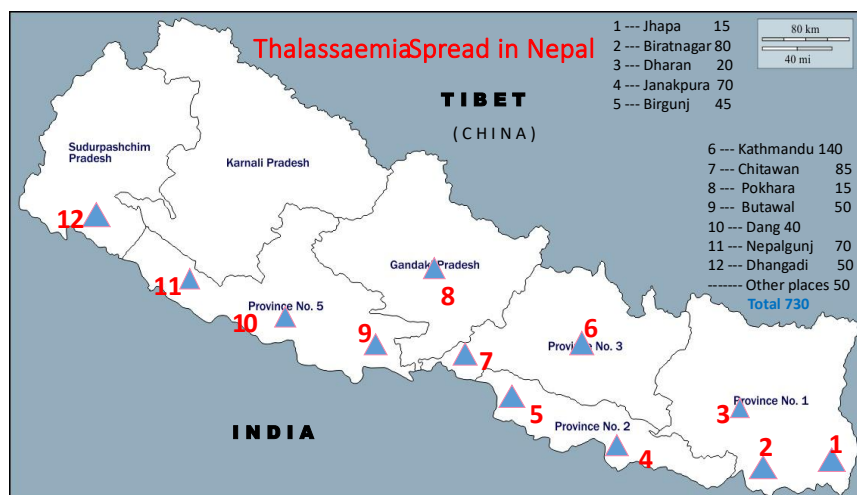 Thalassaemia Spread in Nepal
1 --- Jhapa 15
2 --- Biratnagar 80
3 --- Dharan 20
4 --- Janakpura 70
5 --- Birgunj 45
80 km
40 mi
TIBET
(CHINA)
6 --- Kathmandu 140
7 --- Chitawan 85
8 --- Pokhara 15
9 --- Butawal 50
10 --- Dang 40
11 --- Nepalgunj 70
12 --- Dhangadi 50
------- Other places 50
Total 730
Sudurpashchim
Pradesh
Karnali Pradesh
12
Gandaki Pradesh
11
8
Province No. 5
10
9
6
Province No. 3
7
5
3
Province No. 1
Province No. 2
INDIA
4
2
1